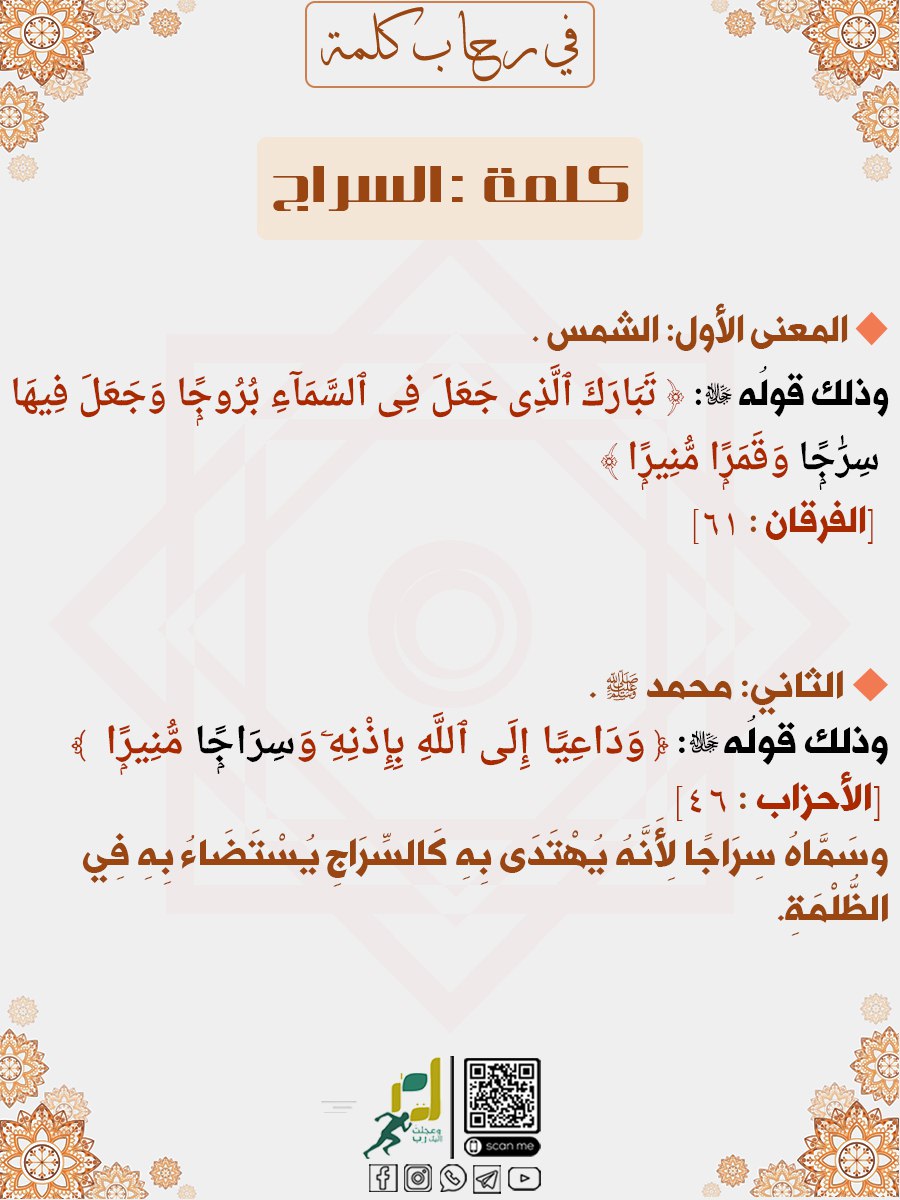 في رحاب كلمة
كلمة :السراج
المعنى الأول: الشمس .
وذلك قولُه ﷻ: ﴿ تَبَارَكَ ٱلَّذِى جَعَلَ فِى ٱلسَّمَآءِ بُرُوجًۭا وَجَعَلَ فِيهَا
سِرَٰجًۭا وَقَمَرًۭا مُّنِيرًۭا ﴾
[الفرقان : ٦١]
الثاني: محمد ﷺ .
وذلك قولُه ﷻ: ﴿ وَدَاعِيًا إِلَى ٱللَّهِ بِإِذْنِهِۦ وَسِرَاجًۭا مُّنِيرًۭا ﴾
[الأحزاب : ٤٦]
وسَمَّاهُ سِرَاجًا لِأَنَّهُ يُهْتَدَى بِهِ كَالسِّرَاجِ يُسْتَضَاءُ بِهِ فِي
الظُّلْمَةِ.
وعجلت
إليك رب
scan me